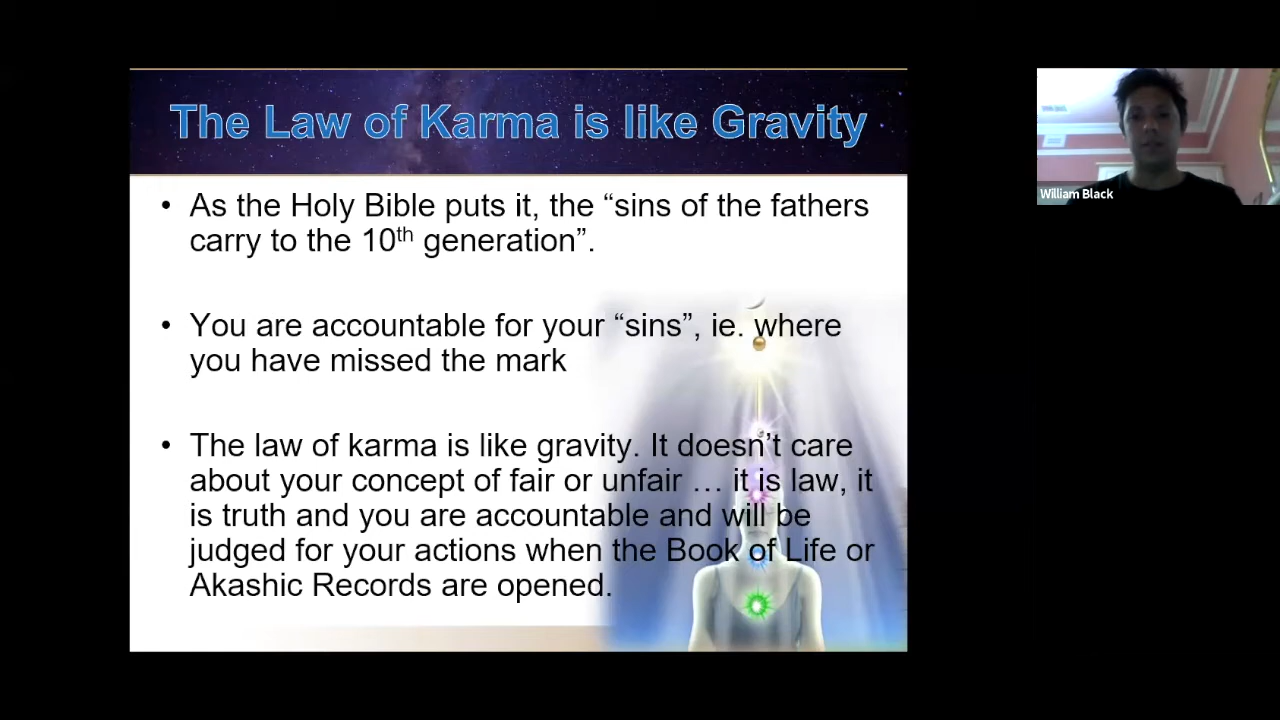 The Law of Karma is like Gravity
• As the Holy Bible puts it, the “sins of the fathers
carry to the 10th generation”.
• You are accountable for your “sins”, ie. where
you have missed the mark
• The law of karma is like gravity. It doesn’t care
about your concept of fair or unfair … it is law, it
is truth and you are accountable and will be
judged for your actions when the Book of Life or
Akashic Records are opened.
William Black